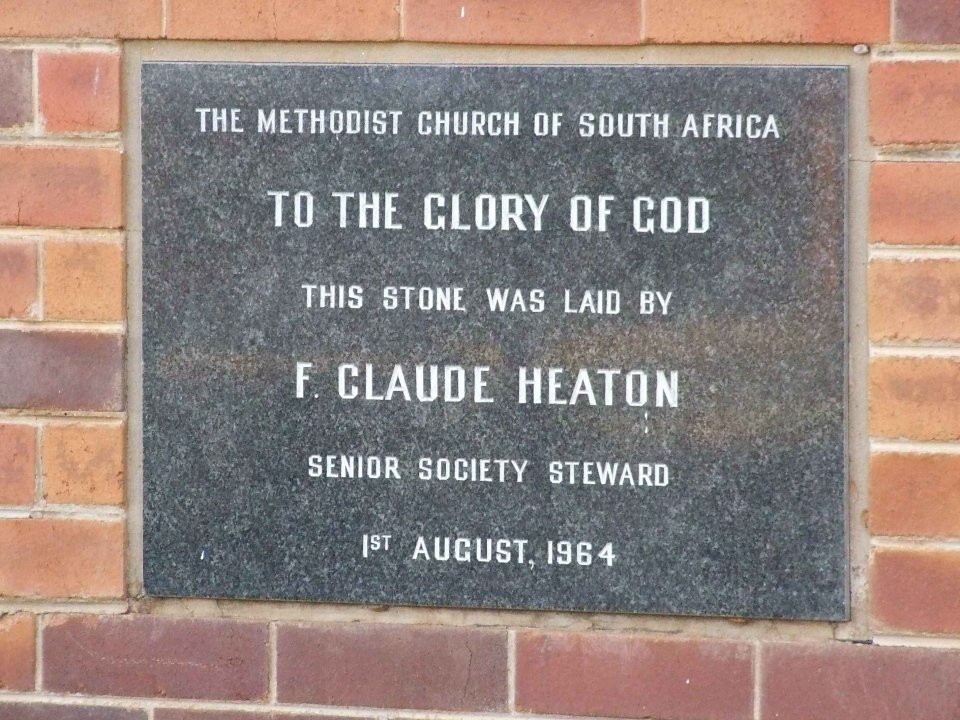 THE METHODIST CHURCH OF SOUTH AFRICA
TO THE GLORY OF GOD
THIS STONE WAS LAID BY
F. CLAUDE HEATON
SENIOR SOCIETY STEWARD
1ST AUGUST, 1964